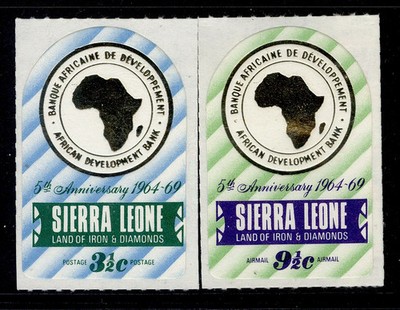 BANQUE AFRICAINE DE DÉVELOPPEMENT
· AFRICAN DEVELOPMENT BANK ·
5th Anniversary 1964-69
SIERRA LEONE
LAND OF IRON & DIAMONDS
POSTAGE 3½c POSTAGE
BANQUE AFRICAINE DE DÉVELOPPEMENT
· AFRICAN DEVELOPMENT BANK ·
5th Anniversary 1964-69
SIERRA LEONE
LAND OF IRON & DIAMONDS
AIRMAIL 9½c AIRMAIL